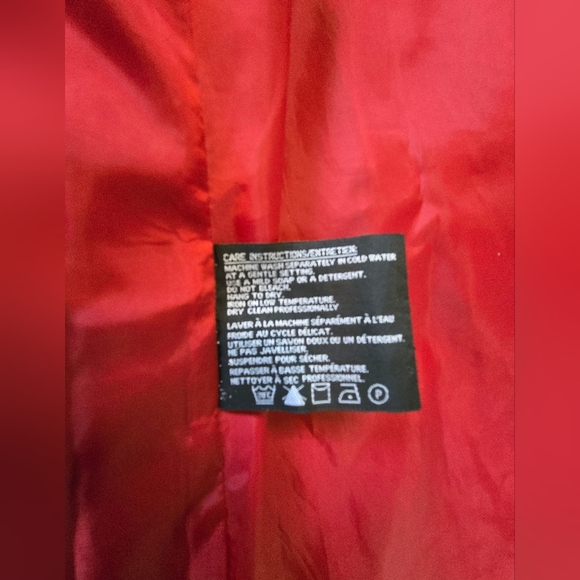 CARE INSTRUCTIONS/ENTRETIEN:
MACHINE WASH SEPARATELY IN COLD WATER
AT A GENTLE SETTING.
USE A MILD SOAP OR A DETERGENT.
DO NOT BLEACH.
HANG TO DRY.
IRON ON LOW TEMPERATURE.
DRY CLEAN PROFESSIONALLY
LAVER À LA MACHINE SÉPARÉMENT À L'EAU
FROIDE AU CYCLE DÉLICAT.
UTILISER UN SAVON DOUX OU UN DÉTERGENT.
NE PAS JAVELLISER.
SUSPENDRE POUR SÉCHER.
REPASSER À BASSE TEMPÉRATURE.
NETTOYER À SEC PROFESSIONNEL.
P